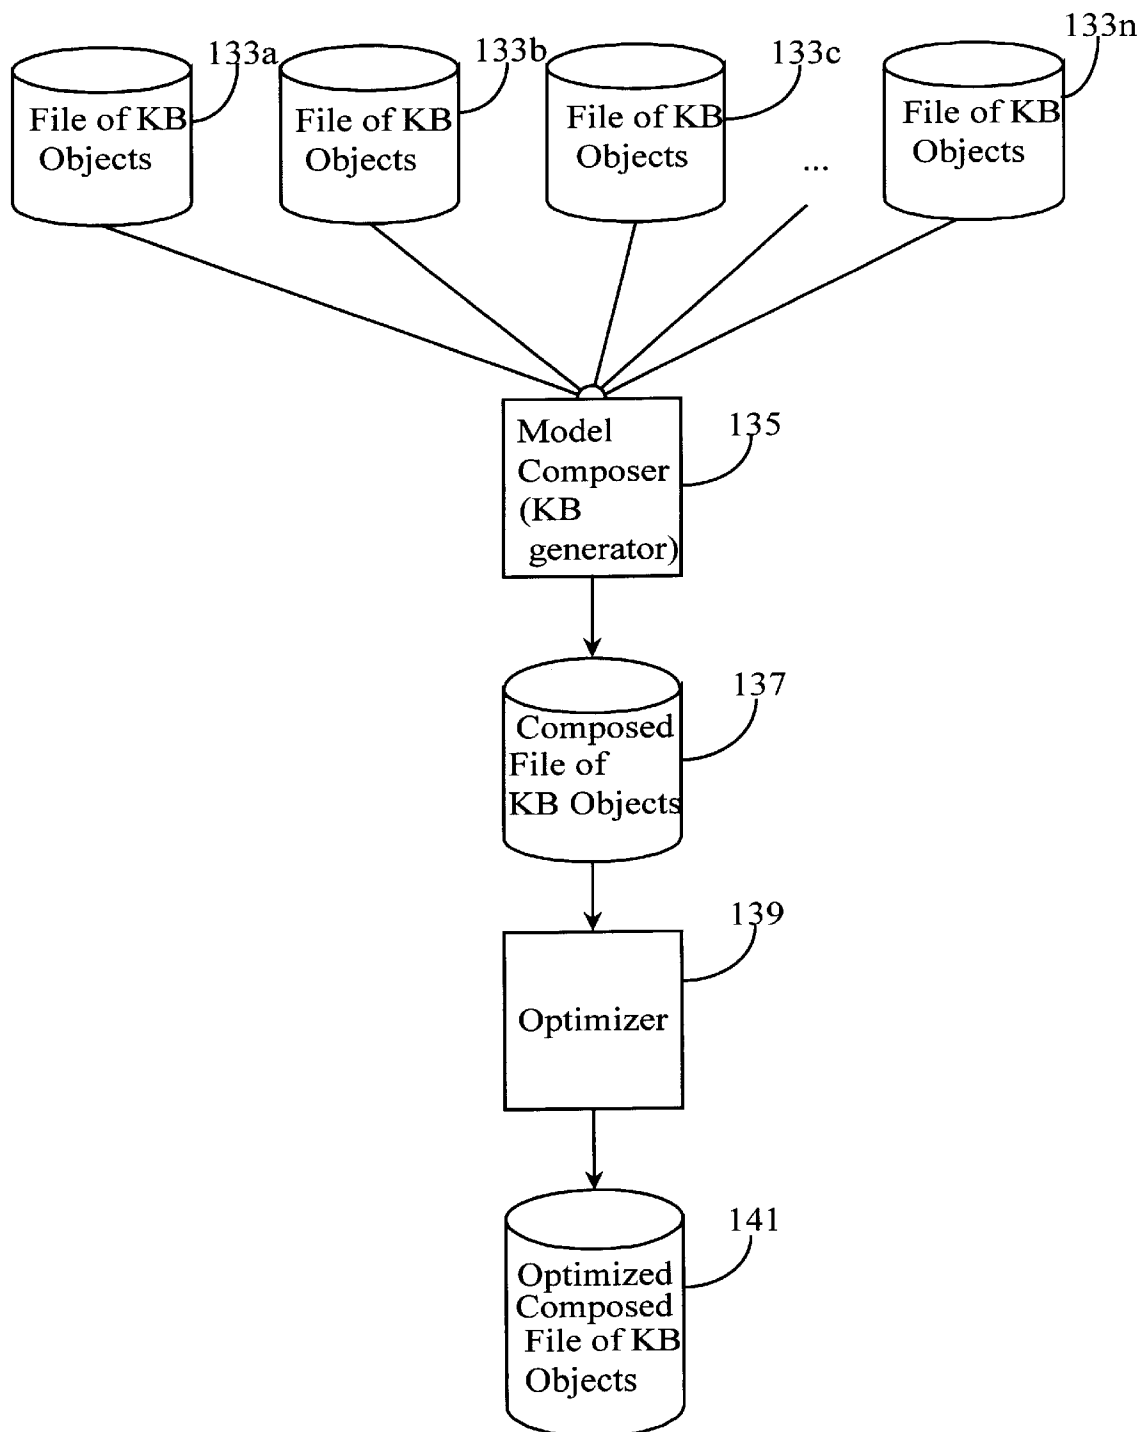 133a
133b
133c
133n
File of KB
Objects
File of KB
Objects
File of KB
Objects
...
File of KB
Objects
135
Model
Composer
(KB
generator)
137
Composed
File of
KB Objects
139
Optimizer
141
Optimized
Composed
File of KB
Objects